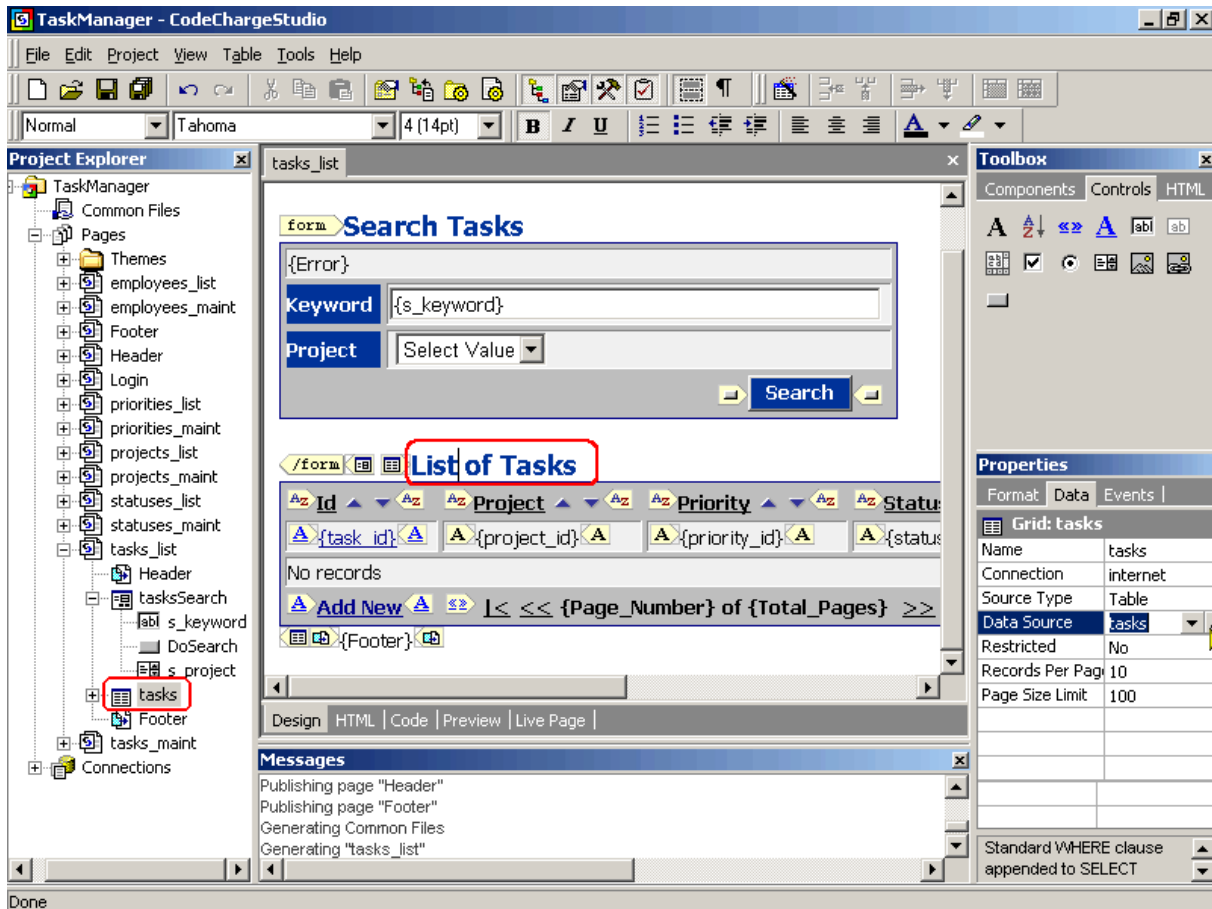 TaskManager - CodeChargeStudio
File Edit Project View Table Tools Help
Normal Tahoma 4 (14pt) B I U A
Project Explorer
TaskManager
Common Files
Pages
Themes
employees_list
employees_maint
Footer
Header
Login
priorities_list
priorities_maint
projects_list
projects_maint
statuses_list
statuses_maint
tasks_list
Header
tasksSearch
s_keyword
DoSearch
s_project
tasks
Footer
tasks_maint
Connections
tasks_list
form Search Tasks
{Error}
Keyword {s_keyword}
Project Select Value
Search
/form List of Tasks
Id Project Priority Statu
{task_id} {project_id} {priority_id} {status
No records
Add New |< << {Page_Number} of {Total_Pages} >>
{Footer}
Design HTML Code Preview Live Page
Messages
Publishing page "Header"
Publishing page "Footer"
Generating Common Files
Generating "tasks_list"
Toolbox
Components Controls HTML
Properties
Format Data Events
Grid: tasks
Name tasks
Connection internet
Source Type Table
Data Source tasks
Restricted No
Records Per Pag 10
Page Size Limit 100
Standard WHERE clause
appended to SELECT
Done